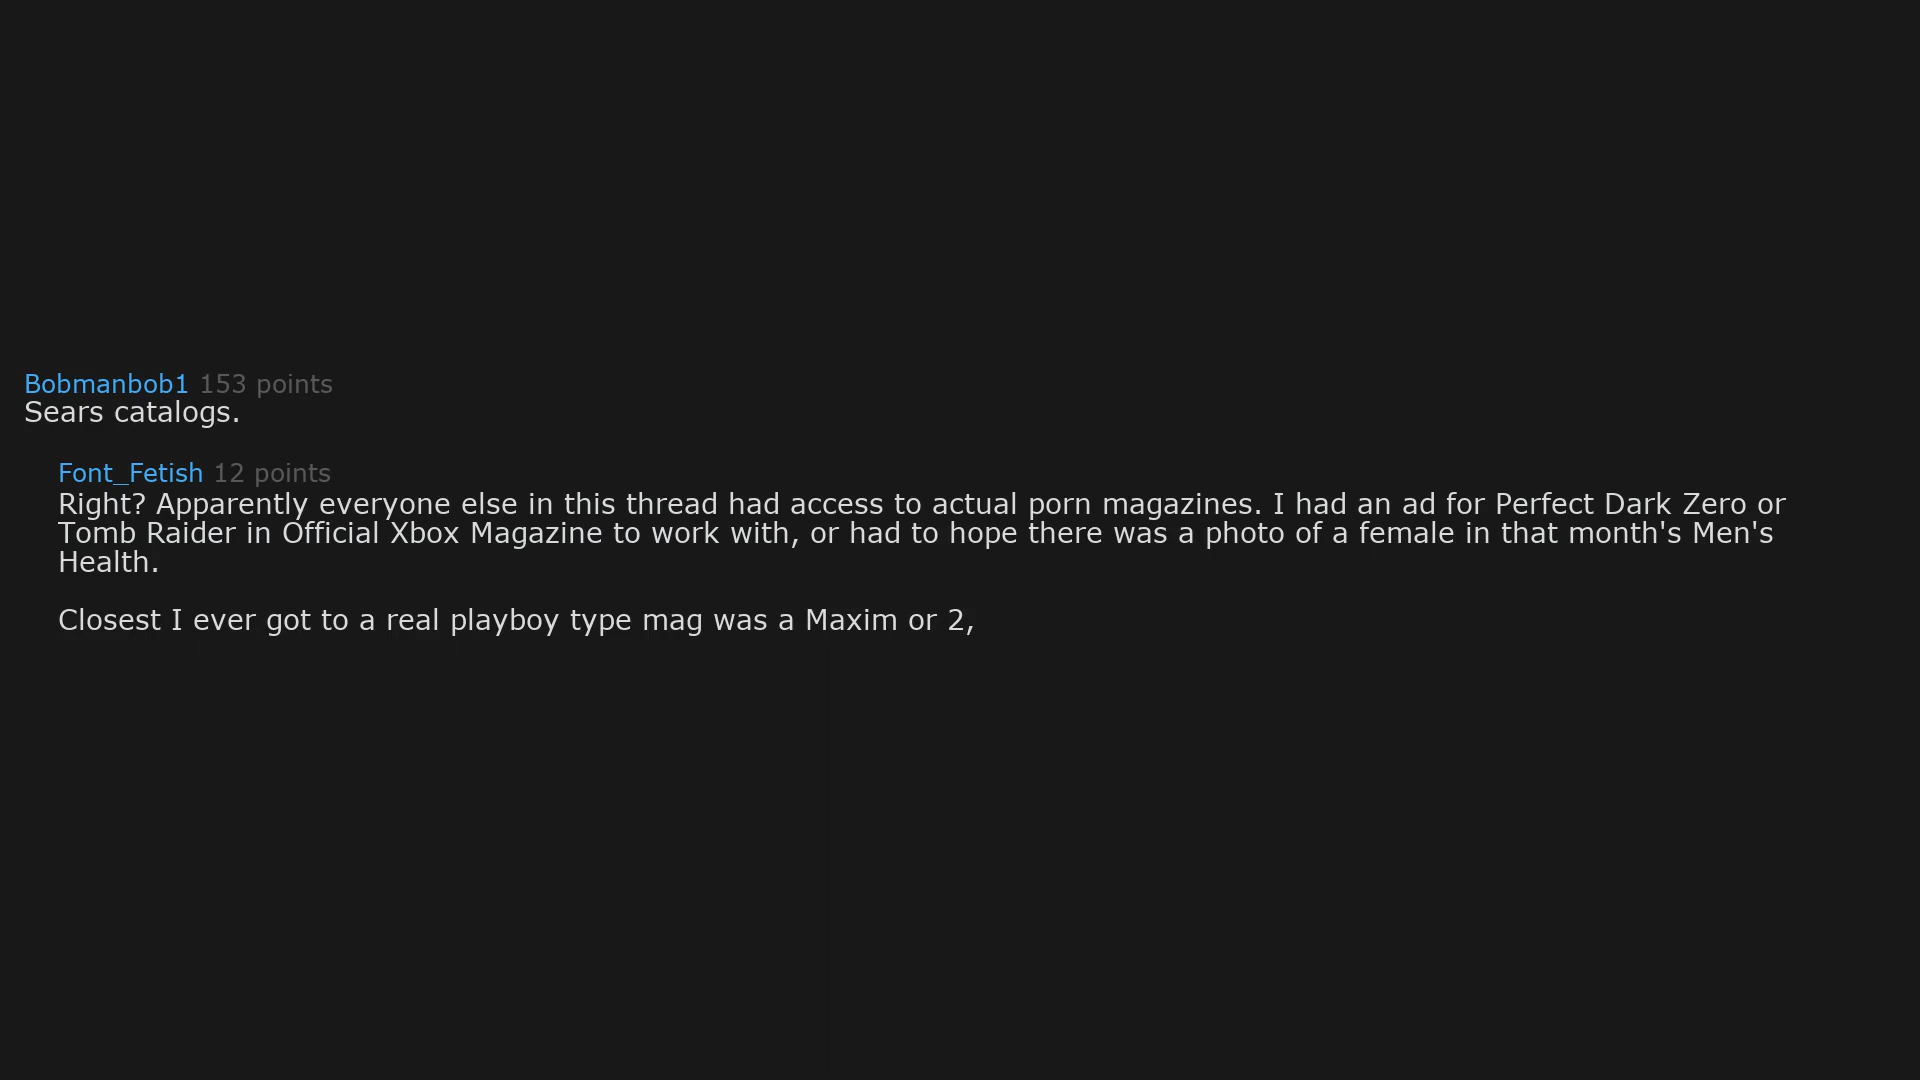 Bobmanbob1 153 points
Sears catalogs.
Font_Fetish 12 points
Right? Apparently everyone else in this thread had access to actual porn magazines. I had an ad for Perfect Dark Zero or
Tomb Raider in Official Xbox Magazine to work with, or had to hope there was a photo of a female in that month's Men's
Health.
Closest I ever got to a real playboy type mag was a Maxim or 2,